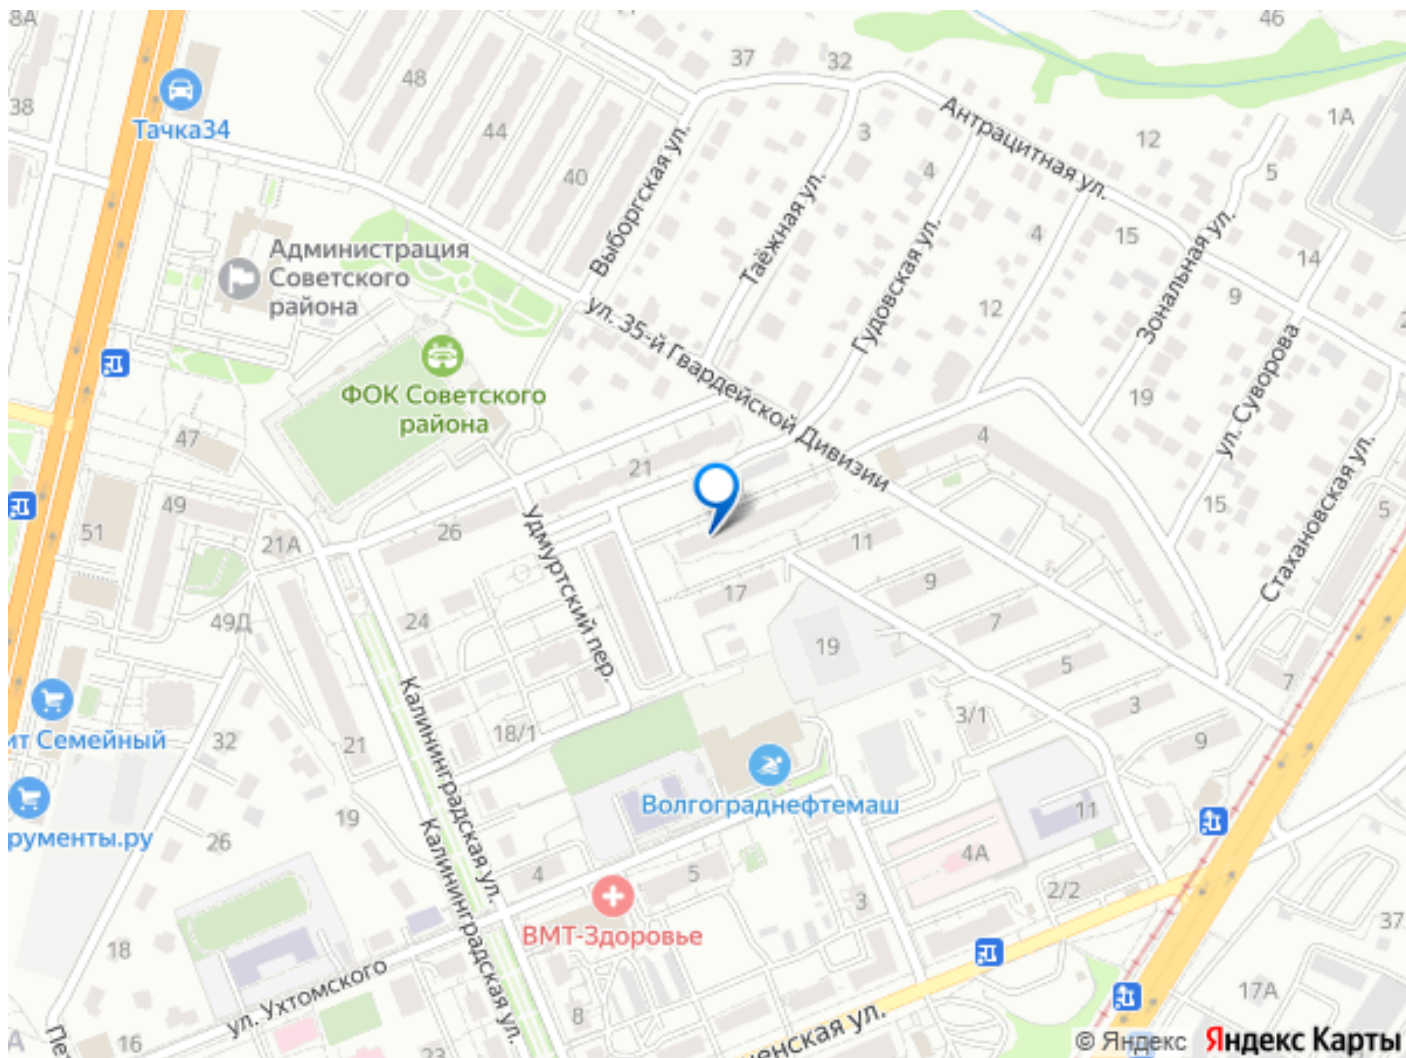 8А
46
37
32
48
38
Тачка34
44
3
Антрацитная ул.
12
1А
40
4
5
Выборгская ул.
Таёжная ул.
Администрация
Советского
района
Гудовская ул.
4
15
Зональная ул.
14
12
9
ул. 35-й Гвардейской Дивизии
ФОК Советского
района
19
ул. Суворова
47
21
4
49
15
Стахановская ул.
5
51
21А
26
Удмуртский пер.
11
9
17
24
49Д
7
19
5
7
Калининградская ул.
3
3/1
18/1
ит Семейный
32
21
9
Волгограднефтемаш
рументы.ру
19
26
11
Калининградская ул.
4А
4
5
2/2
3
ВМТ-Здоровье
18
37
ул. Ухтомского
17А
8
16
23
ненская ул.
© Яндекс Яндекс Карты